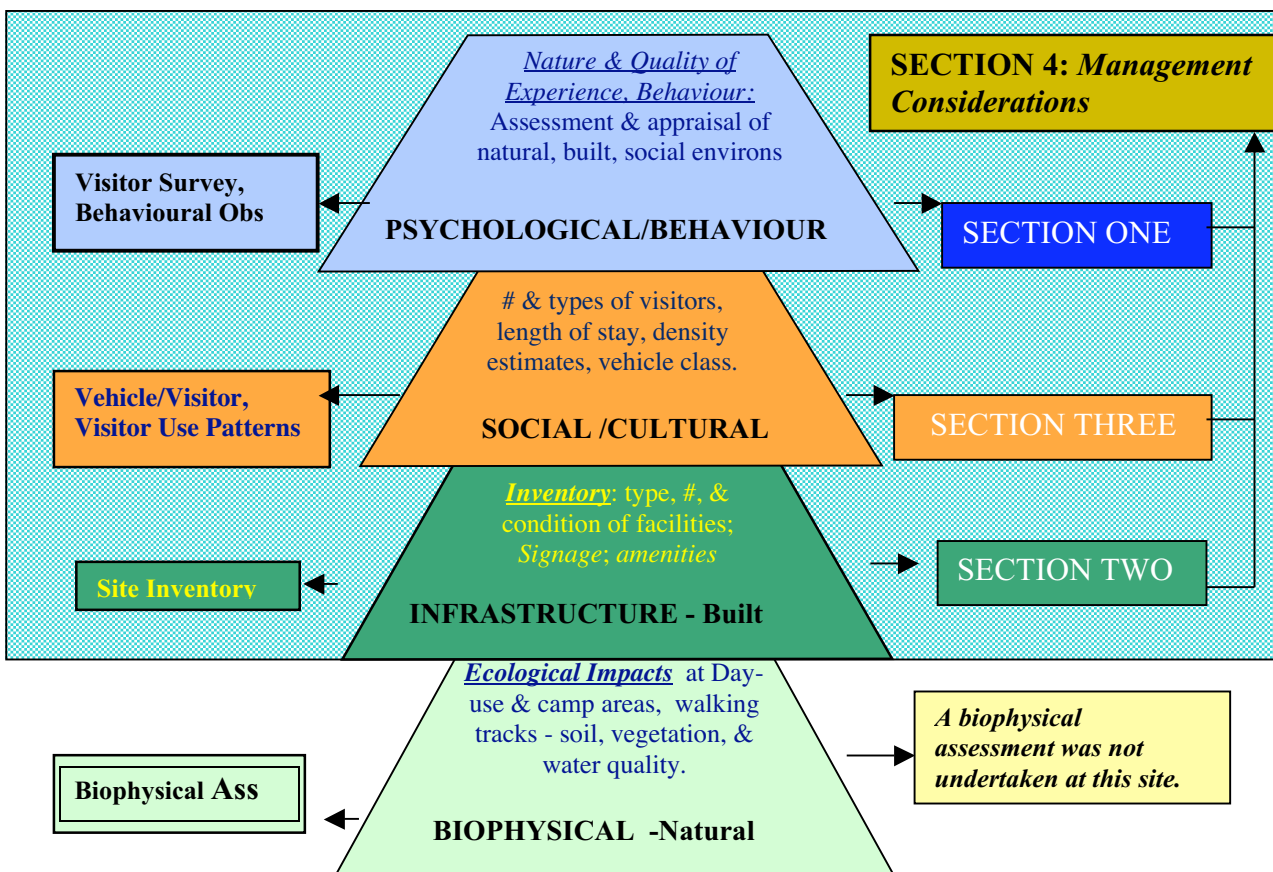 Nature & Quality of
Experience, Behaviour:
Assessment & appraisal of
natural, built, social environs
PSYCHOLOGICAL/BEHAVIOUR
SECTION 4: Management
Considerations
Visitor Survey,
Behavioural Obs
SECTION ONE
# & types of visitors,
length of stay, density
estimates, vehicle class.
SOCIAL /CULTURAL
Vehicle/Visitor,
Visitor Use Patterns
SECTION THREE
Inventory: type, #, &
condition of facilities;
Signage; amenities
INFRASTRUCTURE - Built
Site Inventory
SECTION TWO
Ecological Impacts at Day-
use & camp areas, walking
tracks - soil, vegetation, &
water quality.
BIOPHYSICAL -Natural
Biophysical Ass
A biophysical
assessment was not
undertaken at this site.